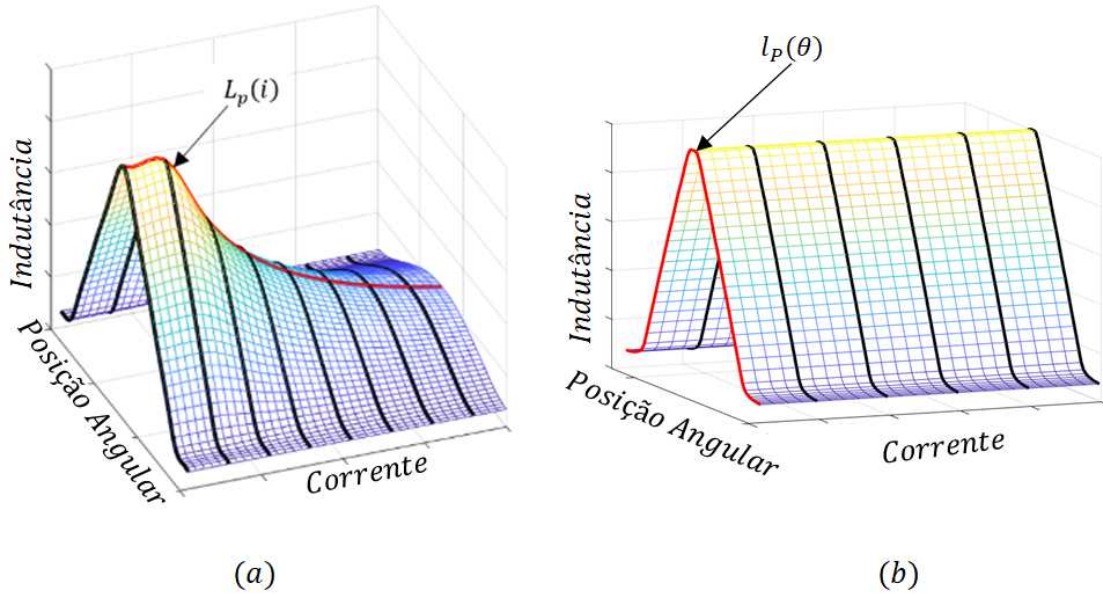 L_p(i)
Indutância
Posição Angular
Corrente
(a)
l_P(θ)
Indutância
Posição Angular
Corrente
(b)